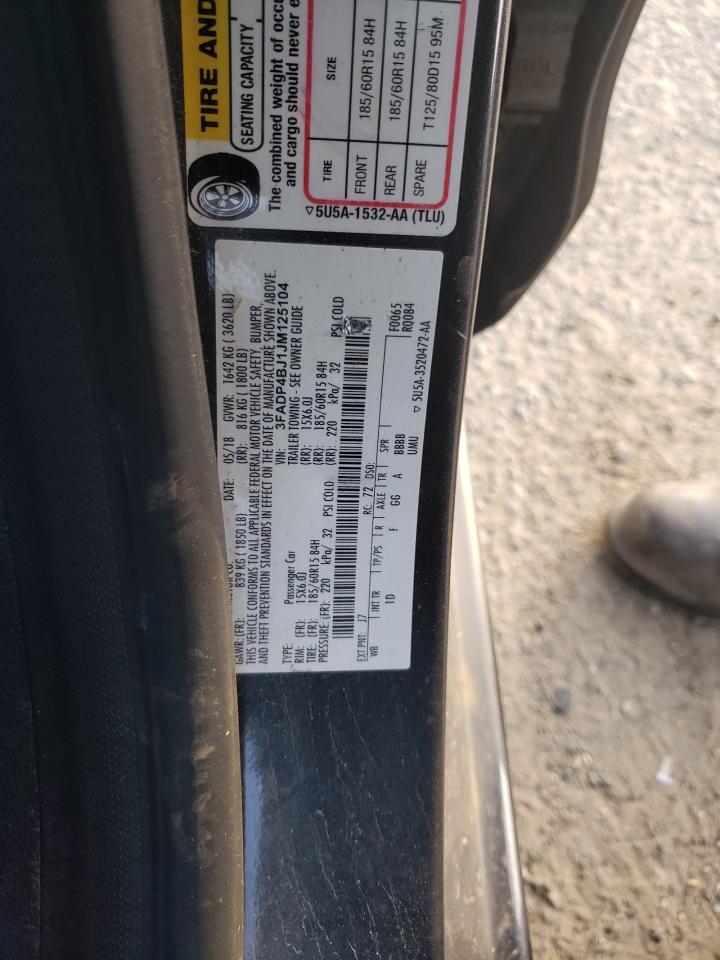 TIRE AND
SEATING CAPACITY
The combined weight of occu
and cargo should never e
TIRE SIZE
FRONT 185/60R15 84H
REAR 185/60R15 84H
SPARE T125/80D15 95M
5U5A-1532-AA (TLU)
DATE: 05/18 GVWR: 1642 KG ( 3620 LB)
GAWR: (FR): 839 KG ( 1850 LB) (RR): 816 KG ( 1800 LB)
THIS VEHICLE CONFORMS TO ALL APPLICABLE FEDERAL MOTOR VEHICLE SAFETY, BUMPER,
AND THEFT PREVENTION STANDARDS IN EFFECT ON THE DATE OF MANUFACTURE SHOWN ABOVE.
VIN: 3FADP4BJ1JM125104
TYPE: Passenger Car TRAILER TOWING - SEE OWNER GUIDE
RIM: (FR): 15X6.0J (RR): 15X6.0J
TIRE: (FR): 185/60R15 84H (RR): 185/60R15 84H
PRESSURE: (FR): 220 kPa/ 32 PSI COLD (RR): 220 kPa/ 32 PSI COLD
EXT PNT: J7 RC: 72 DSO: F0065
WB INT TR TP/PS R AXLE TR SPR R0084
1D F GG A BBBB
UMU
5U5A-3520472-AA